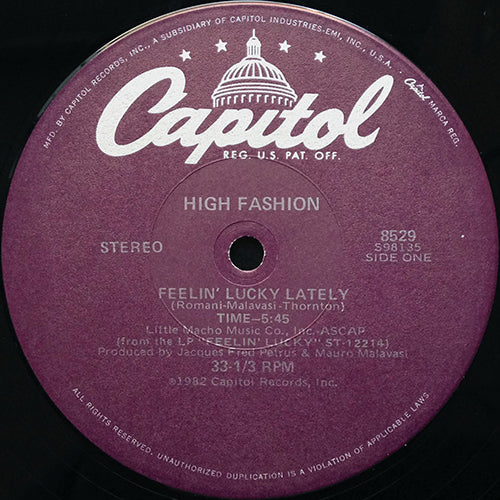 MFD. BY CAPITOL RECORDS, INC., A SUBSIDIARY OF CAPITOL INDUSTRIES-EMI, INC., U.S.A. . .
Capitol MARCA REG.
Capitol
REG. U.S. PAT. OFF.
HIGH FASHION
STEREO
8529
S98135
SIDE ONE
FEELIN' LUCKY LATELY
(Romani-Malavasi-Thornton)
TIME-5:45
Little Macho Music Co., Inc.-ASCAP
(from the LP "FEELIN' LUCKY" ST-12214)
Produced by Jacques Fred Petrus & Mauro Malavasi
33-1/3 RPM
©1982 Capitol Records, Inc.
ALL RIGHTS RESERVED. UNAUTHORIZED DUPLICATION IS A VIOLATION OF APPLICABLE LAWS